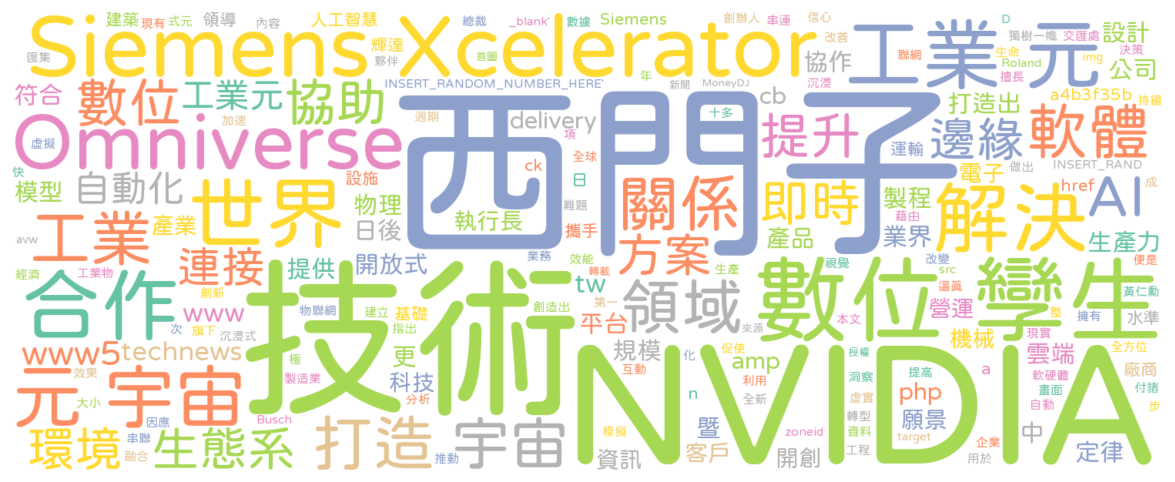 建築 現有 式元 領導 內容 人工智慧 總裁 _blank' 數據 Siemens 創辦人 串連 信心 D
匯集 Siemens Xcelerator 輝達 夥伴 首圖 協作 改善 工業 元 聯網 獨樹一幟 交匯處 設計 決策
生命 Roland 擅長 img 公司
符合 數位 工業元 協助 INSERT_RANDOM_NUMBER_HERE' 沉浸 年 新聞 MoneyDJ cb 打造出 a4b3f35b 持續
虛擬 加速 Omniverse 週期 西門子 delivery 項 十多 提升 運輸 邊緣 軟體
快 模型 自動化 設施 ck 全球 INSERT_RAND
世界 物理 執行長 日 難題 關係 即時 製程 電子 做出 href 成 AI
日後 攜手 藉由 解決
avw 工業 產業 連接 提供 開放式 業務 效能 方案 產品 業界 生產力
經濟 工業物 轉載 生產 視覺 改變 便是
合作 創新 技術 tw 領域 數位 孿生 src 逼真 黃仁勳
www 物聯網 建立 基礎 創造出 第一 來源 本文 營運 整 擁有 水準
次 旗下 沉浸式 指出 平台 機械 現實
www5 technews 極 更 規模 化 促使 NVIDIA 授權 提高 雲端 全方位
效果 製造業 科技 互動 amp 利用 洞察 php a 軟硬體 廠商
元 宇宙 大小 分析 n 全新 虛實 畫面 付諸
因應 Busch 打造 宇宙 暨 轉型 願景 自動 步
環境 串聯 生態系 模擬 客戶 zoneid 資料 target 企業 中 定律
融合 推動 資訊 開創 工程 用於